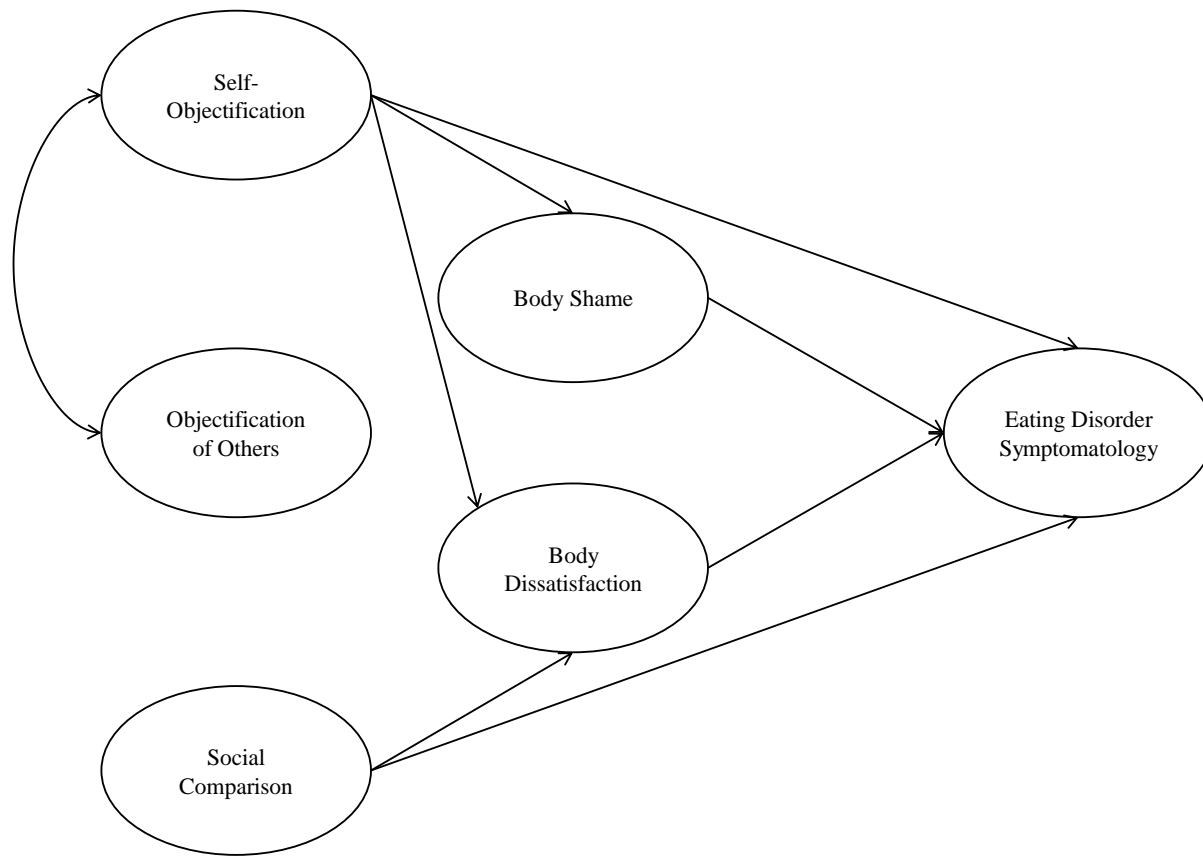 Self-
Objectification
Body Shame
Objectification
of Others
Eating Disorder
Symptomatology
Body
Dissatisfaction
Social
Comparison